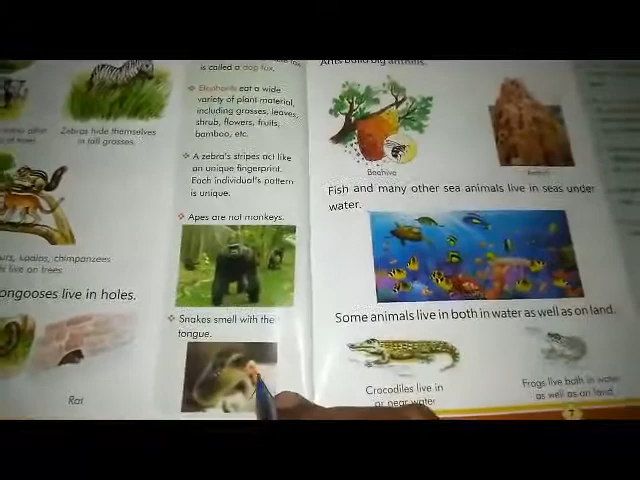 Zebras hide themselves
in tall grasses.
chimpanzees
live on trees.
ongooses live in holes.
Rat
is called a dog fox.
Elephants eat a wide
variety of plant material,
including grasses, leaves,
shrub, flowers, fruits,
bamboo, etc.
A zebra's stripes act like
an unique fingerprint.
Each individual's pattern
is unique.
Apes are not monkeys.
Snakes smell with the
tongue.
Ants build big anthills.
Beehive
Anthill
Fish and many other sea animals live in seas under
water.
Some animals live in both in water as well as on land.
Crocodiles live in
or near water
Frogs live both in water
as well as on land.
7